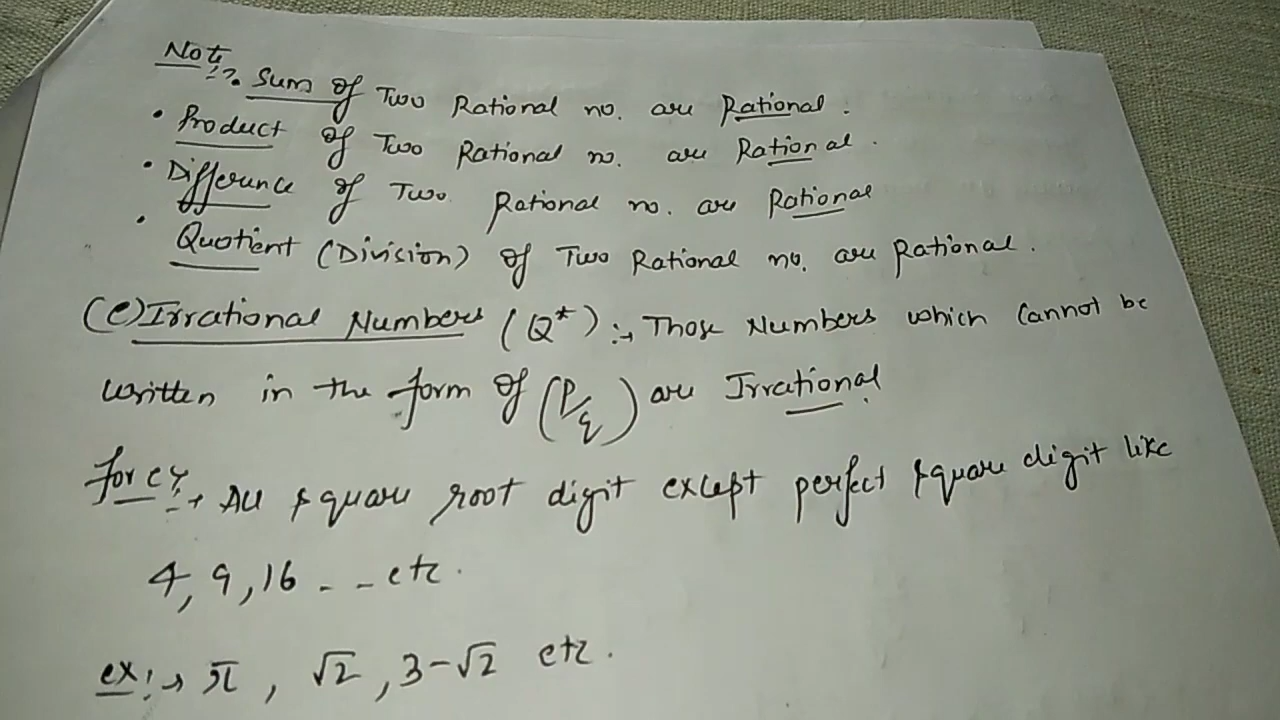 Note :→. Sum of Two Rational no. are Rational.
• Product of Two Rational no. are Rational.
• Difference of Two Rational no. are Rational
• Quotient (Division) of Two Rational no. are Rational.
(e) Irrational Numbers (Q*) :→ Those Numbers which Cannot be
written in the form of (P/q) are Irrational.
for ex :→ All square root digit except perfect square digit like
4, 9, 16 - - etc.
ex :→ π, √2, 3-√2 etc.